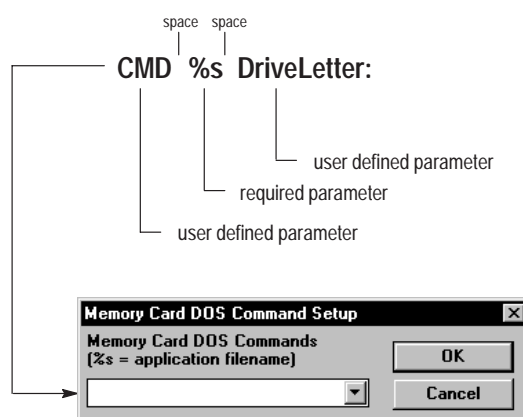 space space
CMD %s DriveLetter:
user defined parameter
required parameter
user defined parameter
Memory Card DOS Command Setup
Memory Card DOS Commands
(%s = application filename)
OK
Cancel